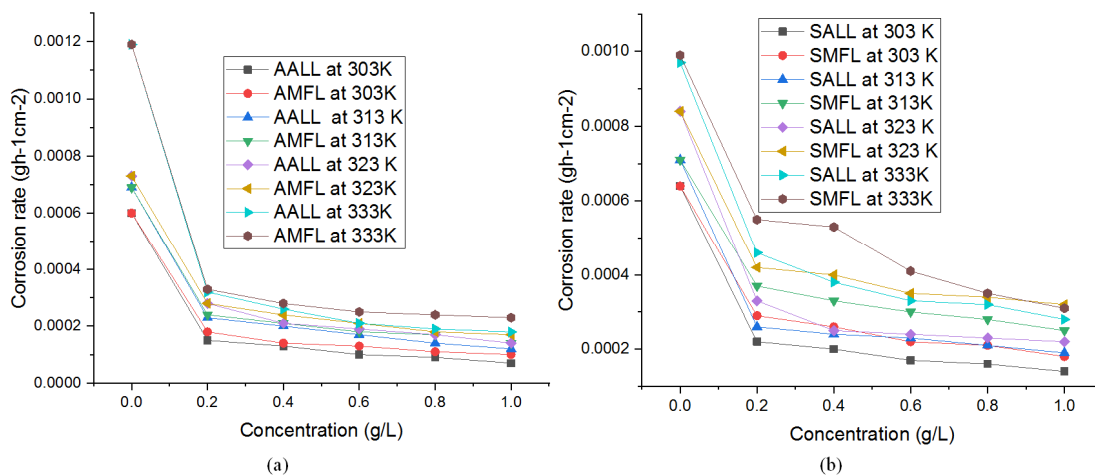 0.0012
0.0010
0.0008
0.0006
0.0004
0.0002
0.0000
Corrosion rate (gh-1cm-2)
AALL at 303K
AMFL at 303K
AALL  at 313 K
AMFL at 313K
AALL at 323 K
AMFL at 323K
AALL at 333K
AMFL at 333K
0.0 0.2 0.4 0.6 0.8 1.0
Concentration (g/L)
(a)
0.0010
0.0008
0.0006
0.0004
0.0002
Corrosion rate (gh-1cm-2)
SALL at 303 K
SMFL at 303 K
SALL at 313 K
SMFL at 313K
SALL at 323 K
SMFL at 323 K
SALL at 333K
SMFL at 333K
0.0 0.2 0.4 0.6 0.8 1.0
Concentration (g/L)
(b)